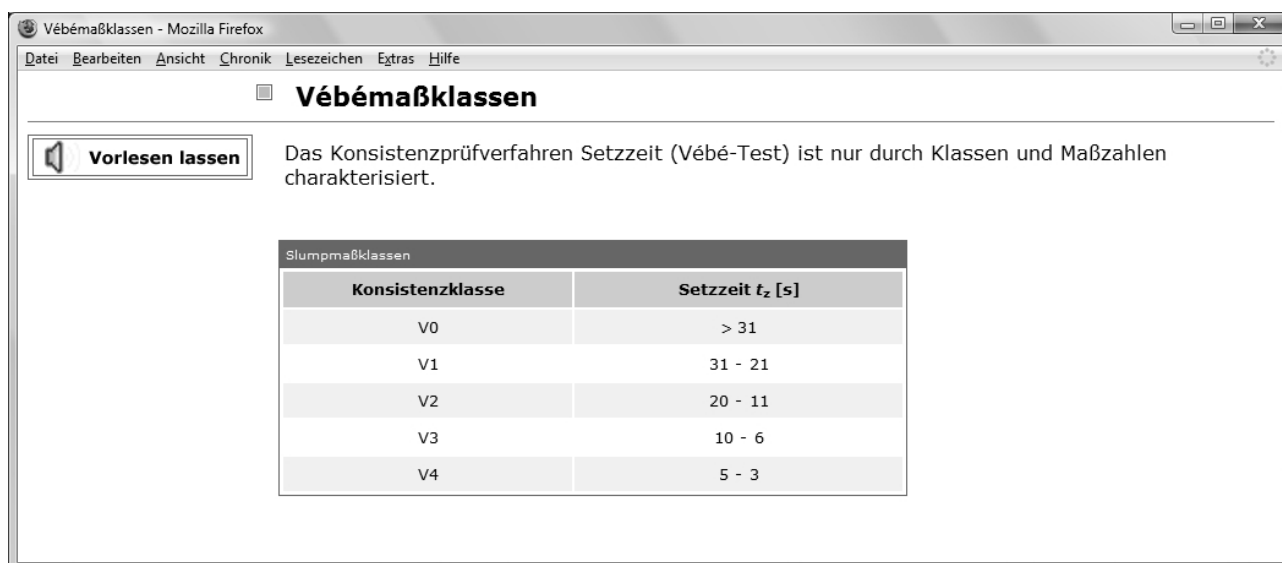 Vébémaßklassen - Mozilla Firefox
Datei Bearbeiten Ansicht Chronik Lesezeichen Extras Hilfe
Vébémaßklassen
Vorlesen lassen
Das Konsistenzprüfverfahren Setzzeit (Vébé-Test) ist nur durch Klassen und Maßzahlen
charakterisiert.
Slumpmaßklassen
Konsistenzklasse Setzzeit tz [s]
V0 > 31
V1 31 - 21
V2 20 - 11
V3 10 - 6
V4 5 - 3